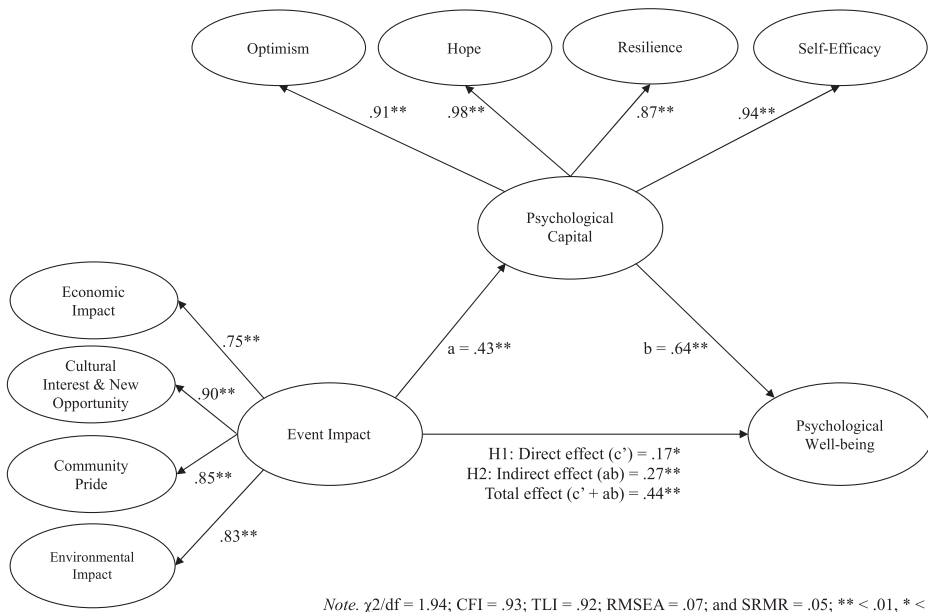 Optimism
Hope
Resilience
Self-Efficacy
.91**
.98**
.87**
.94**
Psychological
Capital
Economic
Impact
.75**
a = .43**
b = .64**
Cultural
Interest & New
Opportunity
.90**
Event Impact
Psychological
Well-being
Community
Pride
.85**
H1: Direct effect (c’) = .17*
H2: Indirect effect (ab) = .27**
Total effect (c’ + ab) = .44**
.83**
Environmental
Impact
Note. χ2/df = 1.94; CFI = .93; TLI = .92; RMSEA = .07; and SRMR = .05; ** < .01, * <